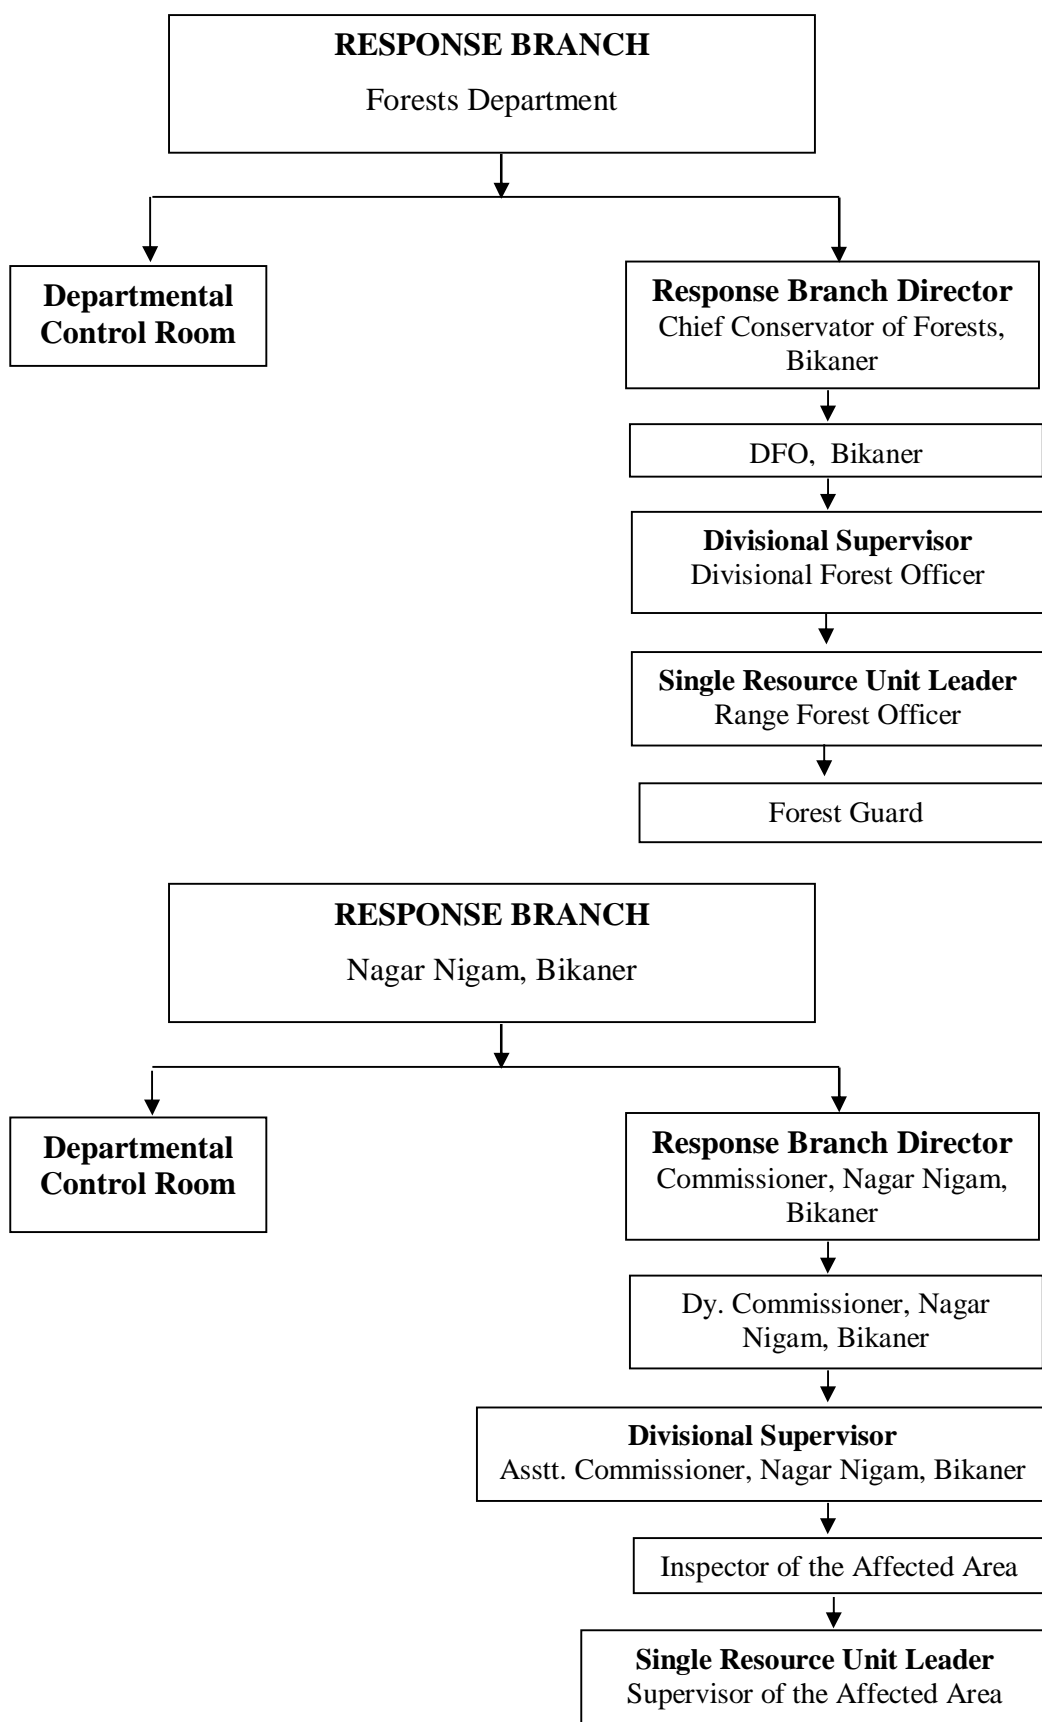 RESPONSE BRANCH
Forests Department
Departmental
Control Room
Response Branch Director
Chief Conservator of Forests,
Bikaner
DFO, Bikaner
Divisional Supervisor
Divisional Forest Officer
Single Resource Unit Leader
Range Forest Officer
Forest Guard
RESPONSE BRANCH
Nagar Nigam, Bikaner
Departmental
Control Room
Response Branch Director
Commissioner, Nagar Nigam,
Bikaner
Dy. Commissioner, Nagar
Nigam, Bikaner
Divisional Supervisor
Asstt. Commissioner, Nagar Nigam, Bikaner
Inspector of the Affected Area
Single Resource Unit Leader
Supervisor of the Affected Area